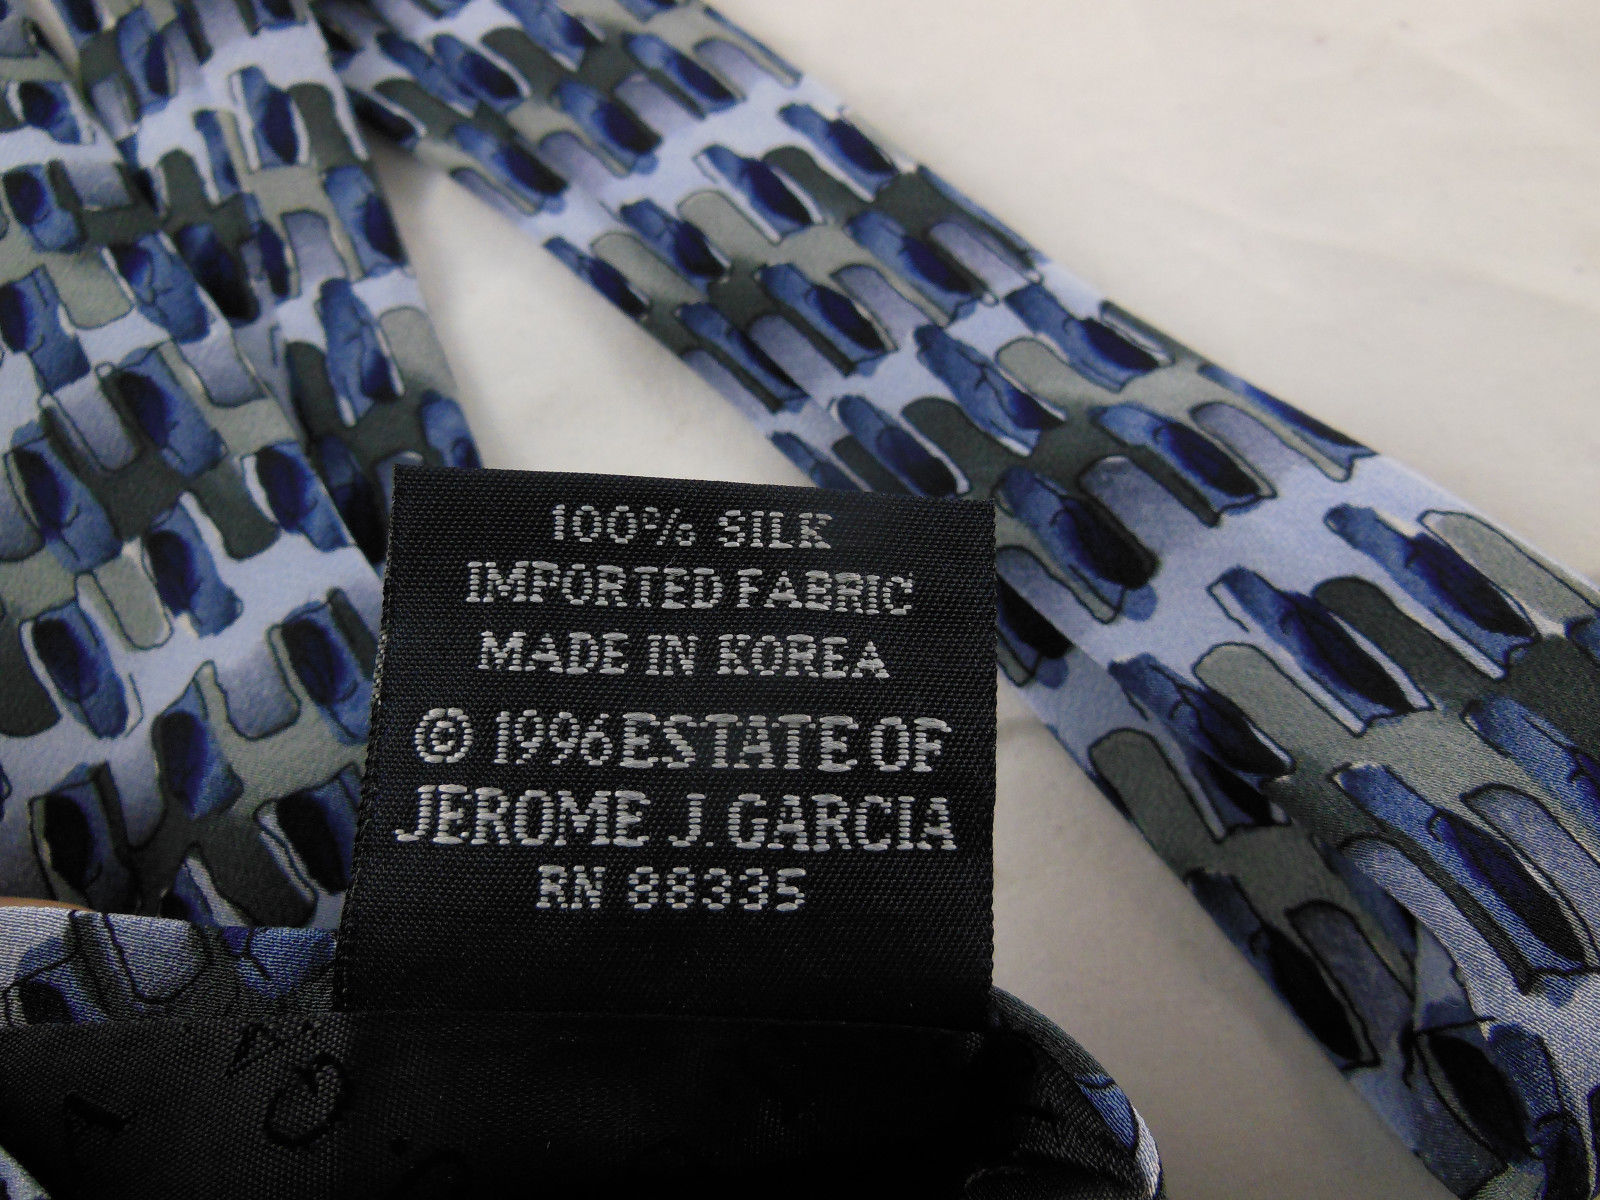 100% SILK
IMPORTED FABRIC
MADE IN KOREA
© 1996 ESTATE OF
JEROME J. GARCIA
RN 88335